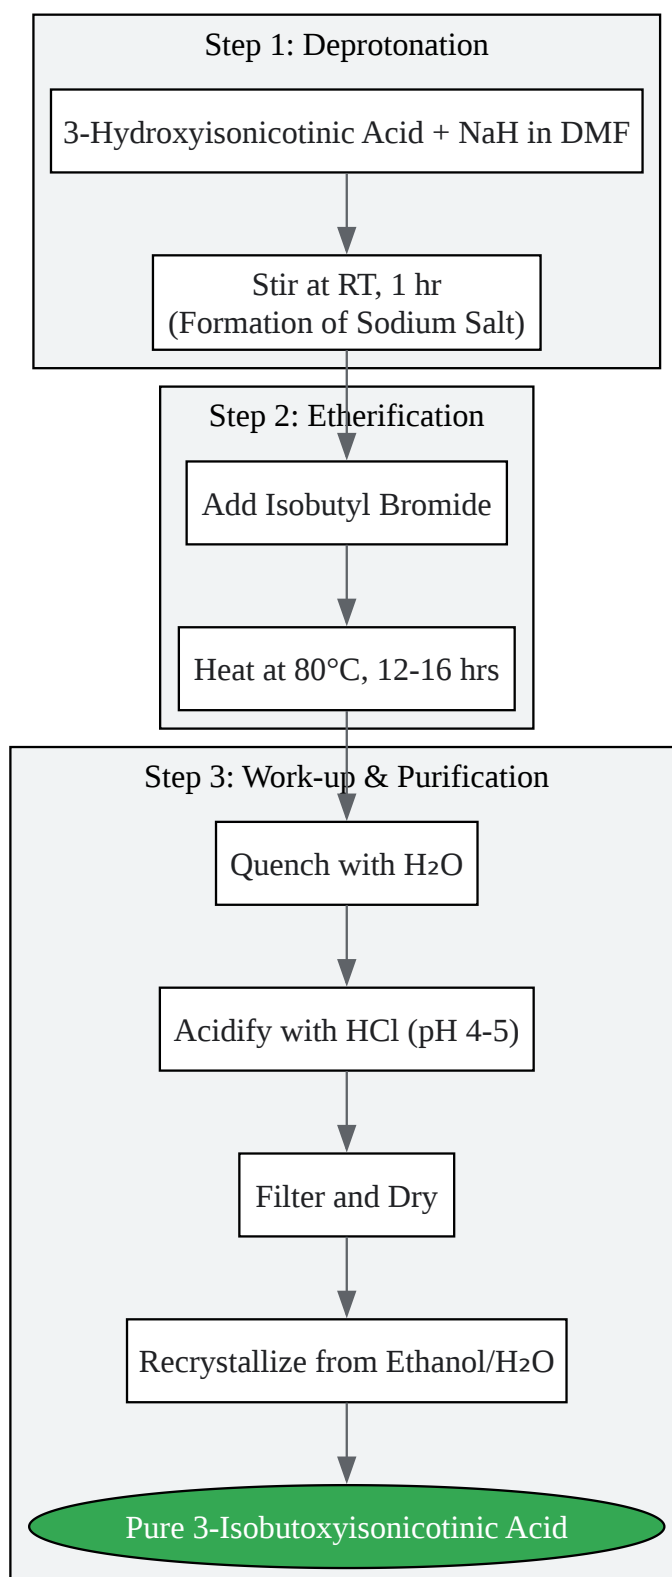 Step 1: Deprotonation
3-Hydroxyisonicotinic Acid + NaH in DMF
Stir at RT, 1 hr
(Formation of Sodium Salt)
Step 2: Etherification
Add Isobutyl Bromide
Heat at 80°C, 12-16 hrs
Step 3: Work-up & Purification
Quench with H₂O
Acidify with HCl (pH 4-5)
Filter and Dry
Recrystallize from Ethanol/H₂O
Pure 3-Isobutoxyisonicotinic Acid